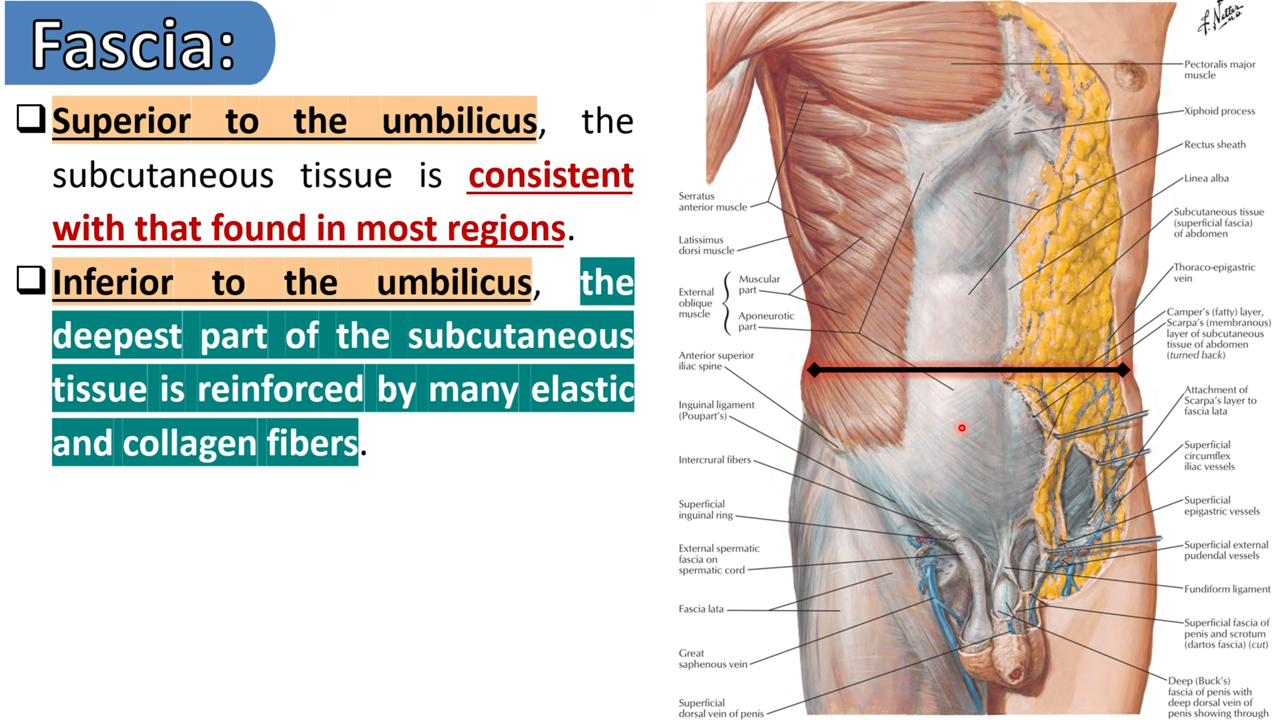 Fascia:
Superior to the umbilicus, the
subcutaneous tissue is consistent
with that found in most regions.
Inferior to the umbilicus, the
deepest part of the subcutaneous
tissue is reinforced by many elastic
and collagen fibers.
Serratus
anterior muscle
Latissimus
dorsi muscle
External
oblique
muscle
Muscular
part
Aponeurotic
part
Anterior superior
iliac spine
Inguinal ligament
(Poupart's)
Intercrural fibers
Superficial
inguinal ring
External spermatic
fascia on
spermatic cord
Fascia lata
Great
saphenous vein
Superficial
dorsal vein of penis
F. Netter
M.D.
Pectoralis major
muscle
Xiphoid process
Rectus sheath
Linea alba
Subcutaneous tissue
(superficial fascia)
of abdomen
Thoraco-epigastric
vein
Camper's (fatty) layer,
Scarpa's (membranous)
layer of subcutaneous
tissue of abdomen
(turned back)
Attachment of
Scarpa's layer to
fascia lata
Superficial
circumflex
iliac vessels
Superficial
epigastric vessels
Superficial external
pudendal vessels
Fundiform ligament
Superficial fascia of
penis and scrotum
(dartos fascia) (cut)
Deep (Buck's)
fascia of penis with
deep dorsal vein of
penis showing through